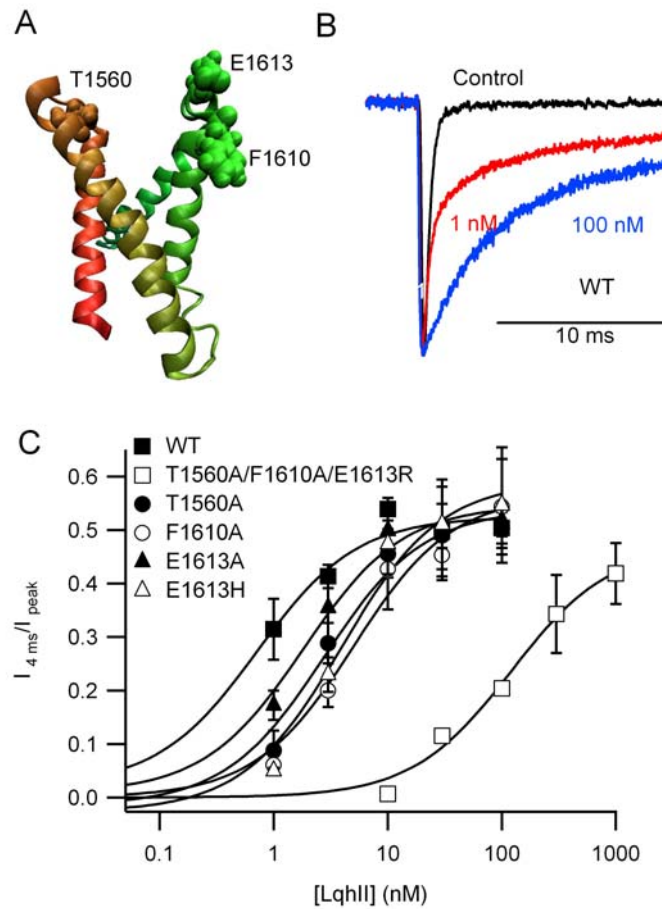 A
T1560
E1613
F1610
B
Control
1 nM
100 nM
WT
10 ms
C
WT
T1560A/F1610A/E1613R
T1560A
F1610A
E1613A
E1613H
I4 ms/Ipeak
0.6
0.5
0.4
0.3
0.2
0.1
0.0
0.1
1
10
100
1000
[LqhII] (nM)